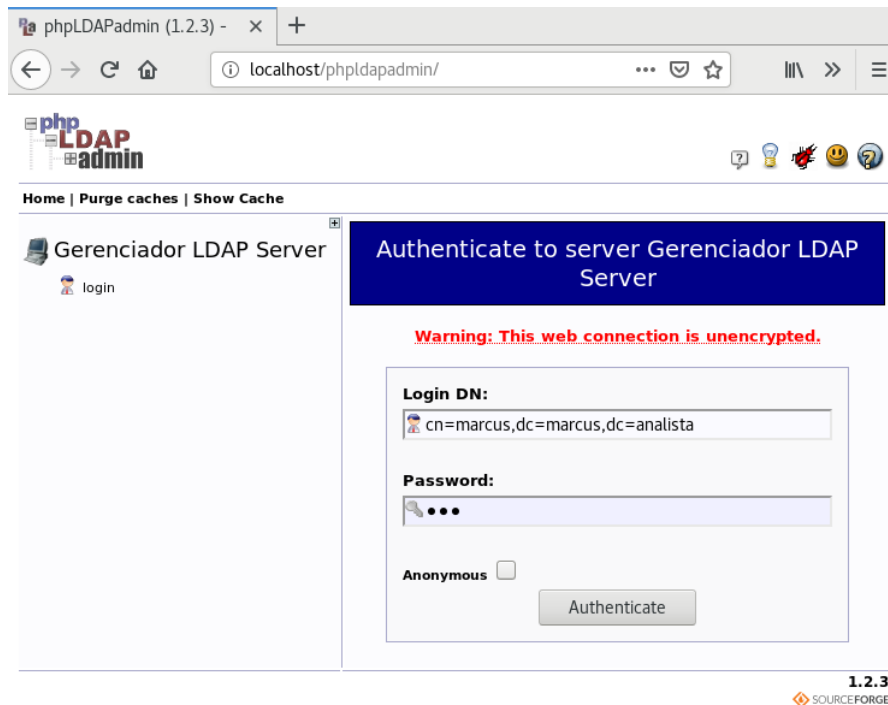 phpLDAPadmin (1.2.3) -
localhost/phpldapadmin/
php
LDAP
admin
Home | Purge caches | Show Cache
Gerenciador LDAP Server
login
Authenticate to server Gerenciador LDAP
Server
Warning: This web connection is unencrypted.
Login DN:
cn=marcus,dc=marcus,dc=analista
Password:
Anonymous
Authenticate
1.2.3
SOURCEFORGE